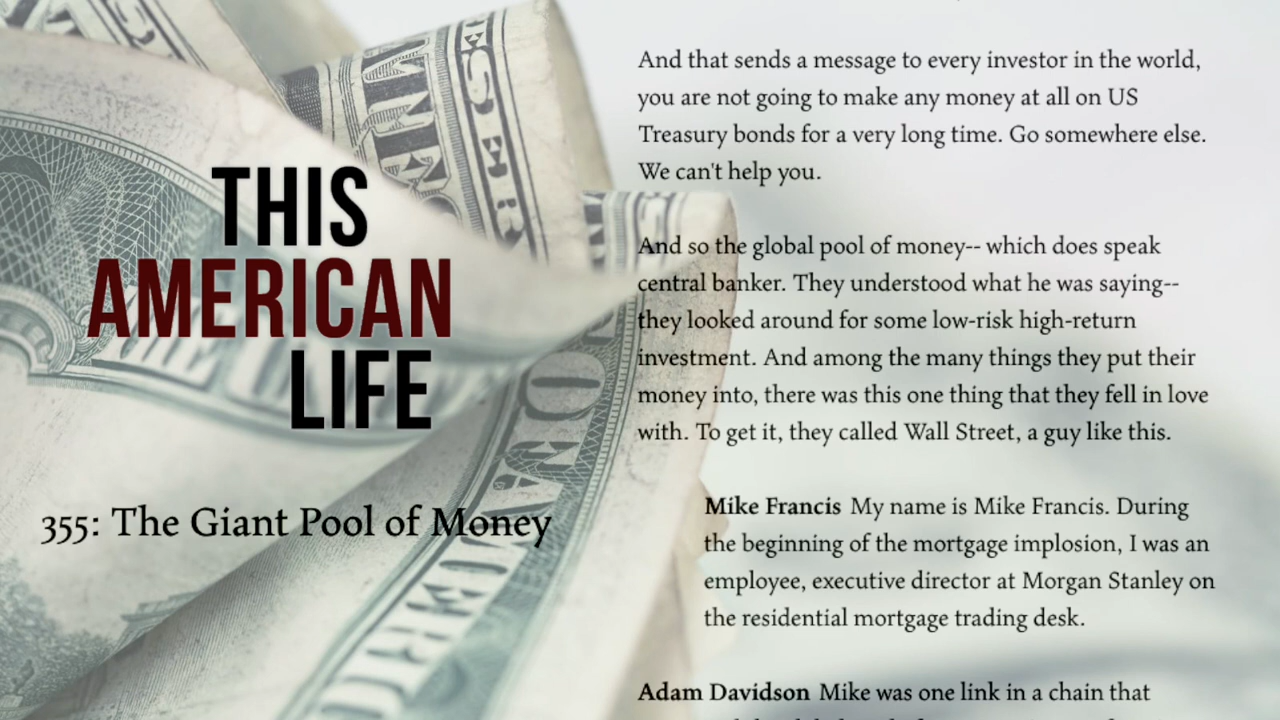 THIS
AMERICAN
LIFE
355: The Giant Pool of Money
And that sends a message to every investor in the world,
you are not going to make any money at all on US
Treasury bonds for a very long time. Go somewhere else.
We can't help you.
And so the global pool of money-- which does speak
central banker. They understood what he was saying--
they looked around for some low-risk high-return
investment. And among the many things they put their
money into, there was this one thing that they fell in love
with. To get it, they called Wall Street, a guy like this.
Mike Francis My name is Mike Francis. During
the beginning of the mortgage implosion, I was an
employee, executive director at Morgan Stanley on
the residential mortgage trading desk.
Adam Davidson Mike was one link in a chain that